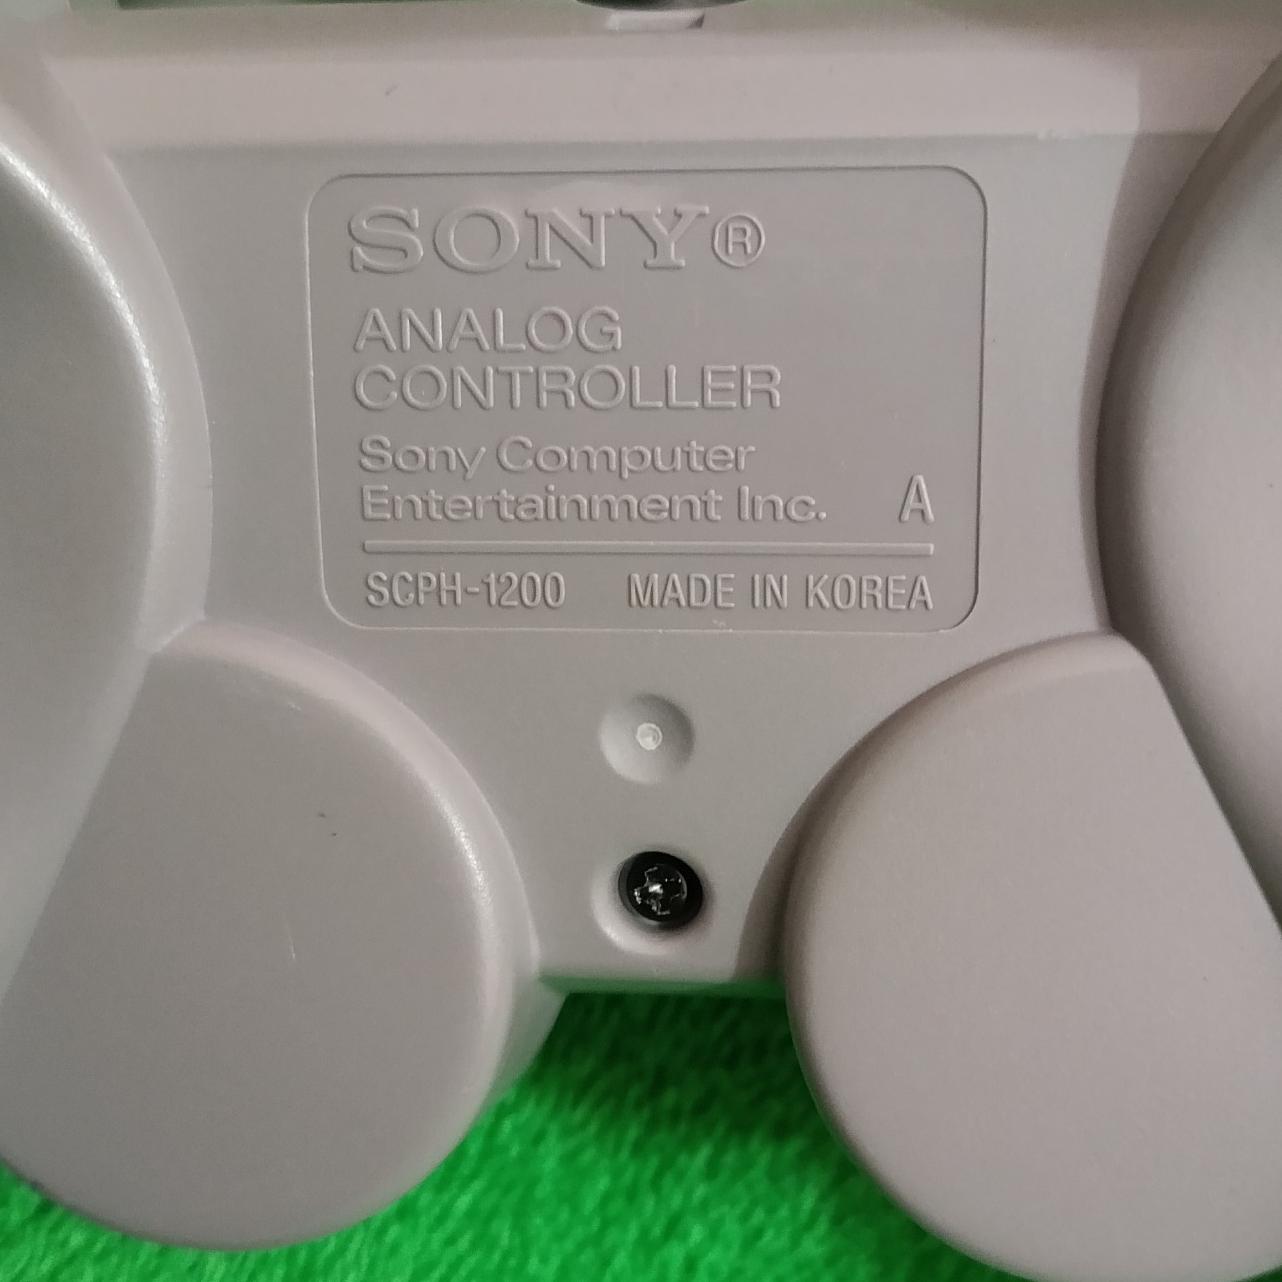 SONY®
ANALOG
CONTROLLER
Sony Computer
Entertainment Inc. A
SCPH-1200 MADE IN KOREA